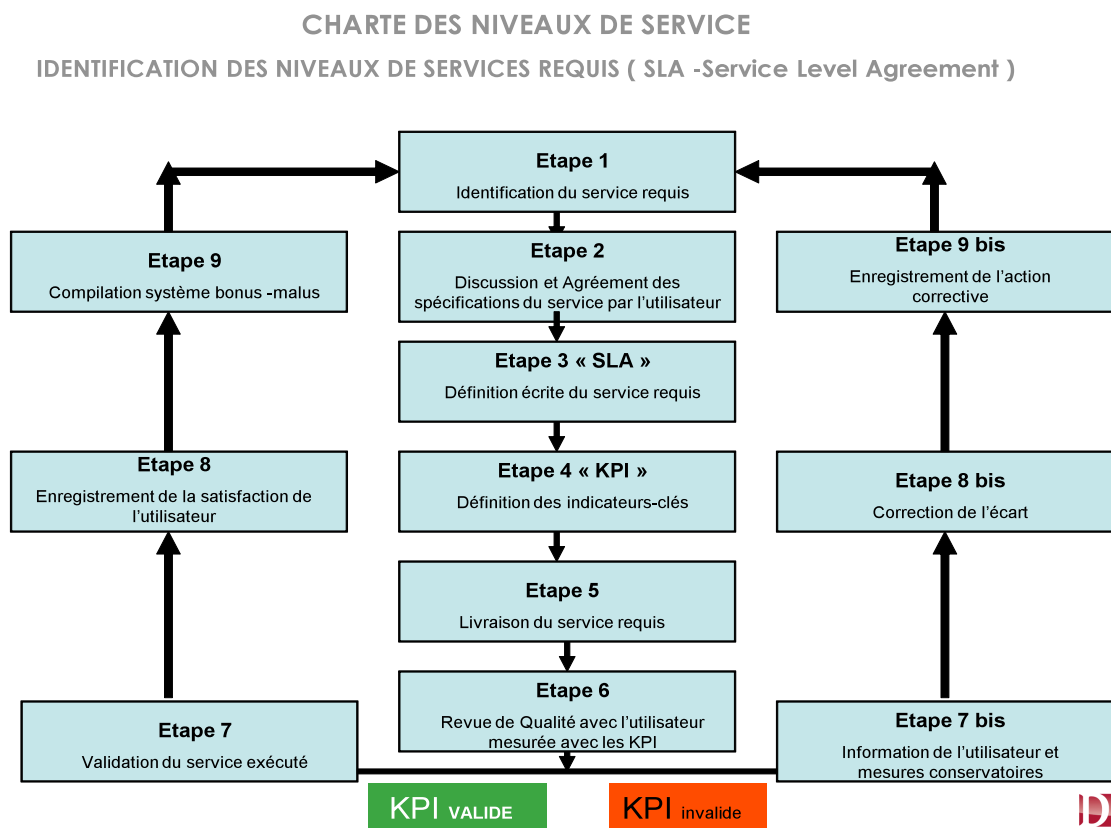 CHARTE DES NIVEAUX DE SERVICE
IDENTIFICATION DES NIVEAUX DE SERVICES REQUIS ( SLA -Service Level Agreement )
Etape 1
Identification du service requis
Etape 2
Discussion et Agréement des
spécifications du service par l’utilisateur
Etape 3 « SLA »
Définition écrite du service requis
Etape 4 « KPI »
Définition des indicateurs-clés
Etape 5
Livraison du service requis
Etape 6
Revue de Qualité avec l’utilisateur
mesurée avec les KPI
Etape 9
Compilation système bonus -malus
Etape 8
Enregistrement de la satisfaction de
l’utilisateur
Etape 7
Validation du service exécuté
Etape 9 bis
Enregistrement de l’action
corrective
Etape 8 bis
Correction de l’écart
Etape 7 bis
Information de l’utilisateur et
mesures conservatoires
KPI VALIDE
KPI invalide
D